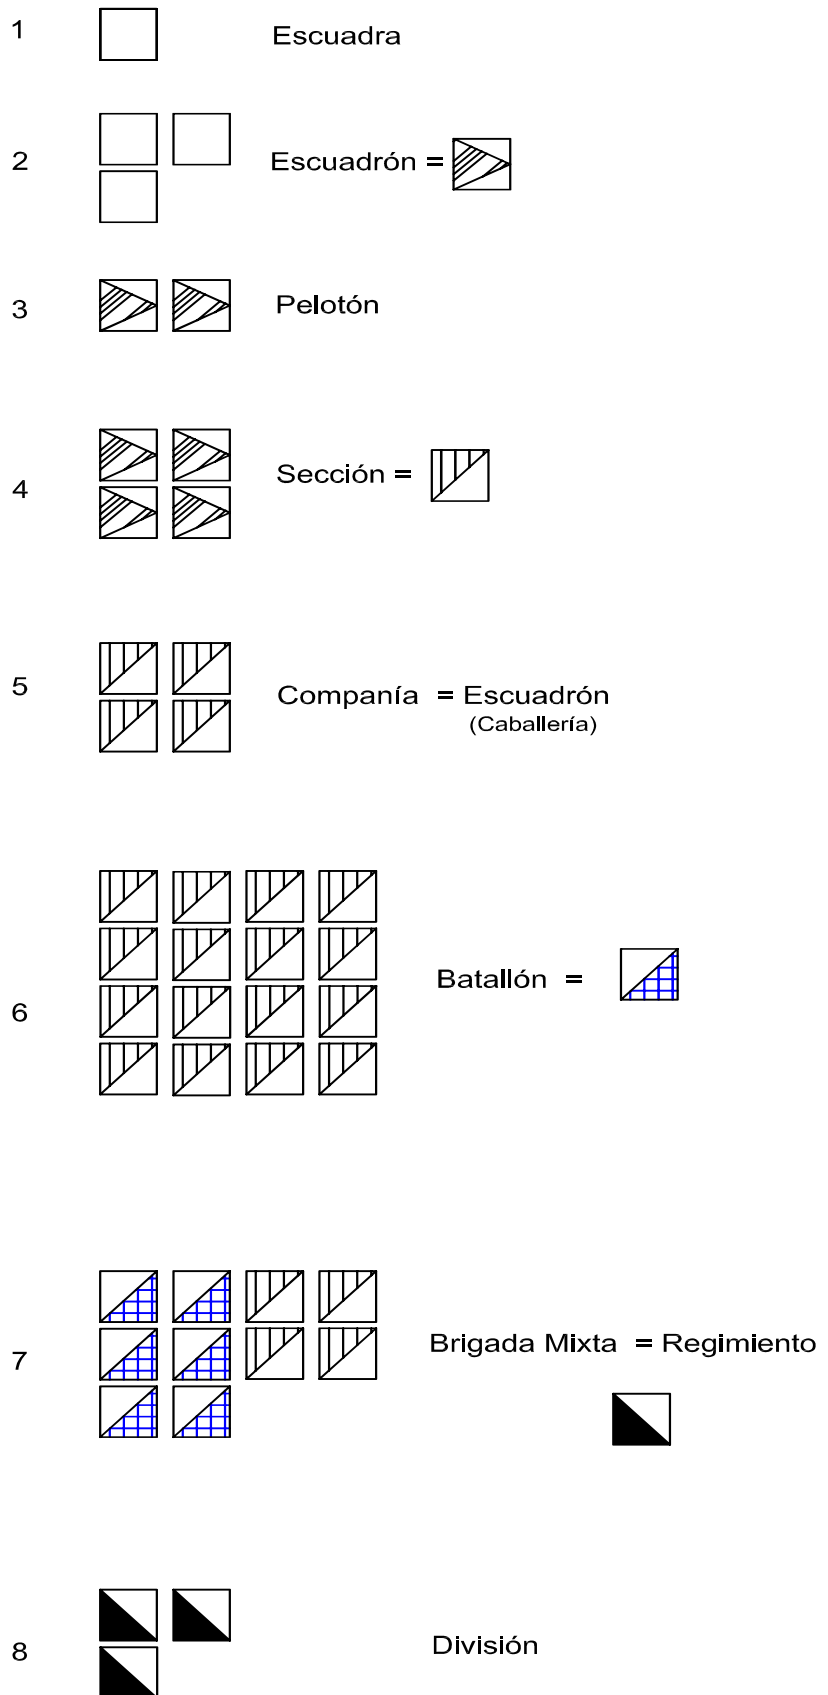 1 Escuadra
2 Escuadrón =
3 Pelotón
4 Sección =
5 Companía = Escuadrón
(Caballería)
6 Batallón =
7 Brigada Mixta = Regimiento
8 División